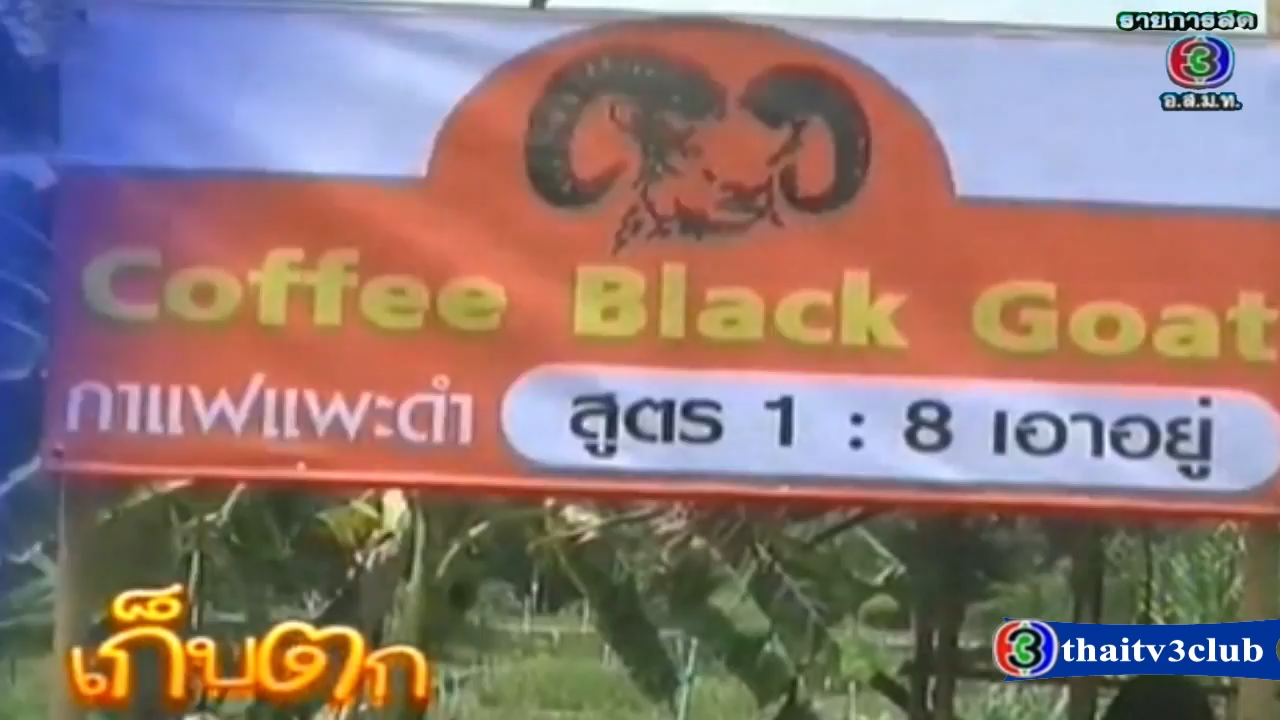 รายการสด
3
อ.ส.ม.ท.
Coffee Black Goat
กาแฟแพะดำ สูตร 1 : 8 เอาอยู่
เก็บตก
3 thaitv3club